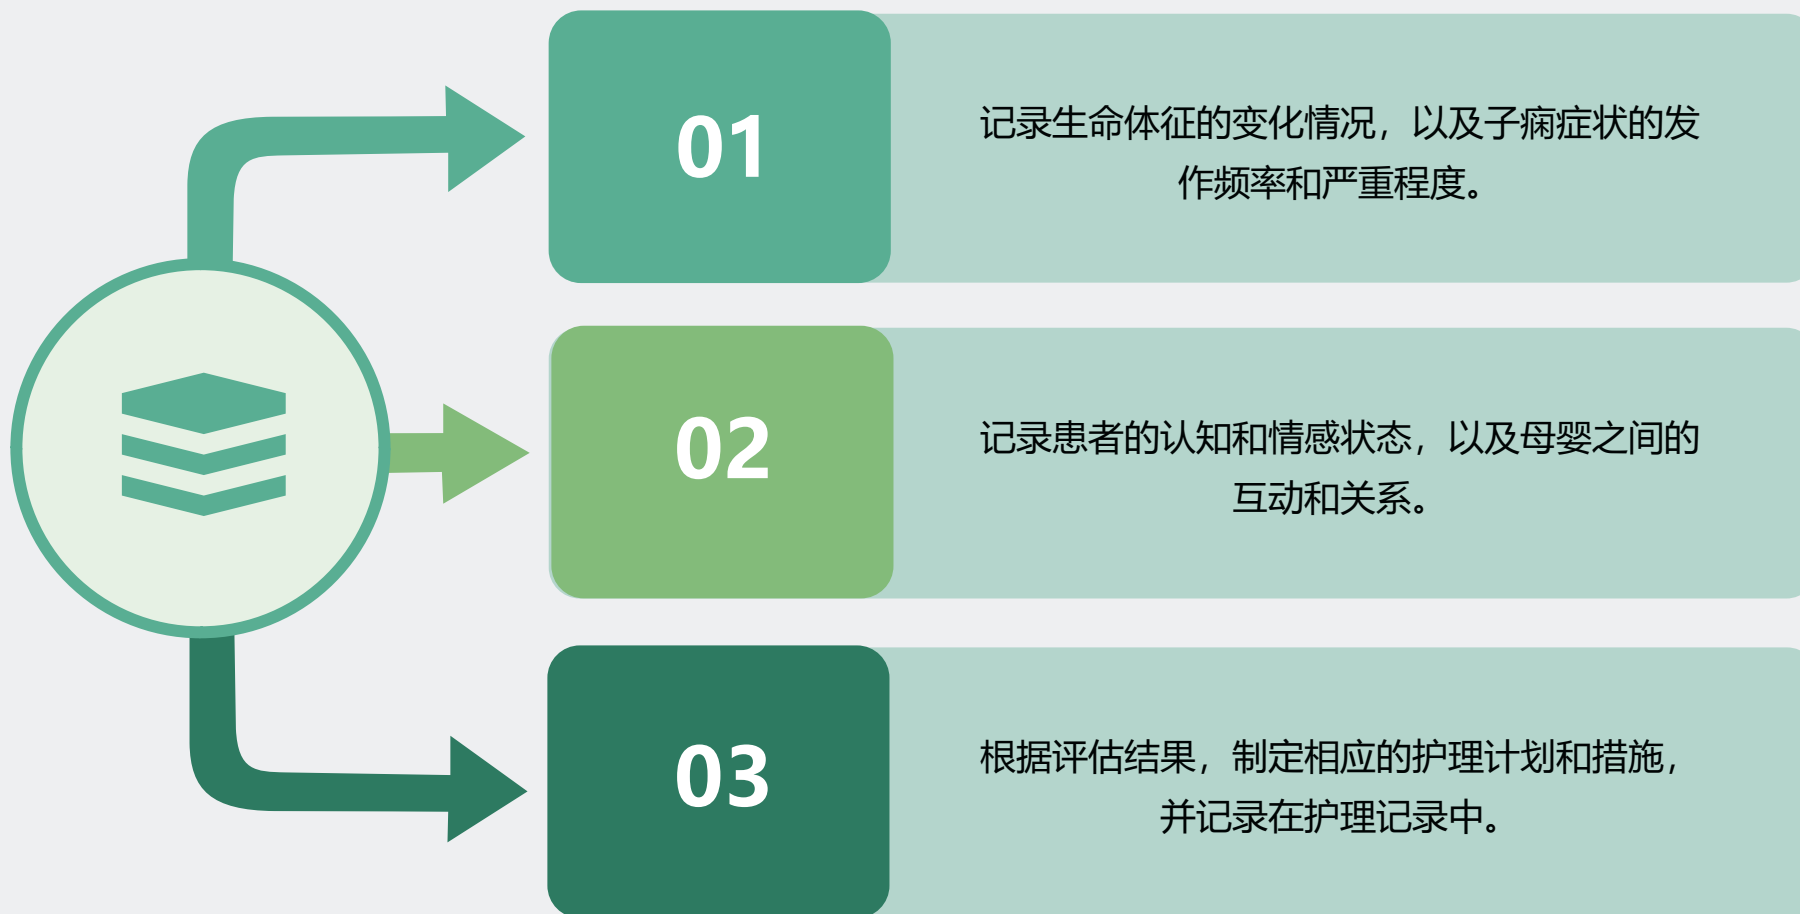 01
记录生命体征的变化情况，以及子痫症状的发
作频率和严重程度。
02
记录患者的认知和情感状态，以及母婴之间的
互动和关系。
03
根据评估结果，制定相应的护理计划和措施，
并记录在护理记录中。